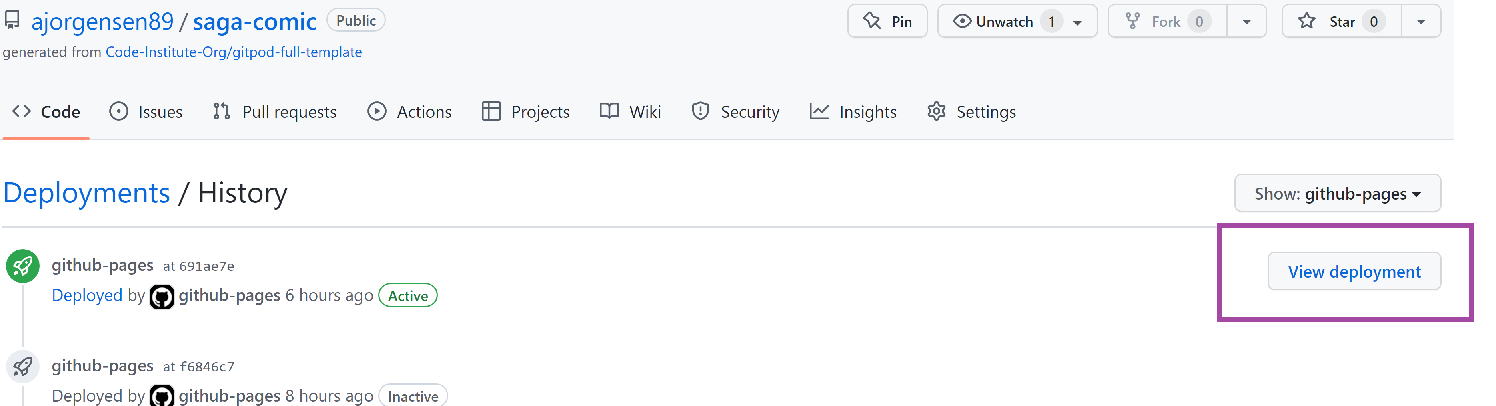 ajorgensen89 / saga-comic Public Pin Unwatch 1 Fork 0 Star 0
generated from Code-Institute-Org/gitpod-full-template
Code Issues Pull requests Actions Projects Wiki Security Insights Settings
Deployments / History Show: github-pages
github-pages at 691ae7e View deployment
Deployed by github-pages 6 hours ago Active
github-pages at f6846c7
Deployed by github-pages 8 hours ago Inactive